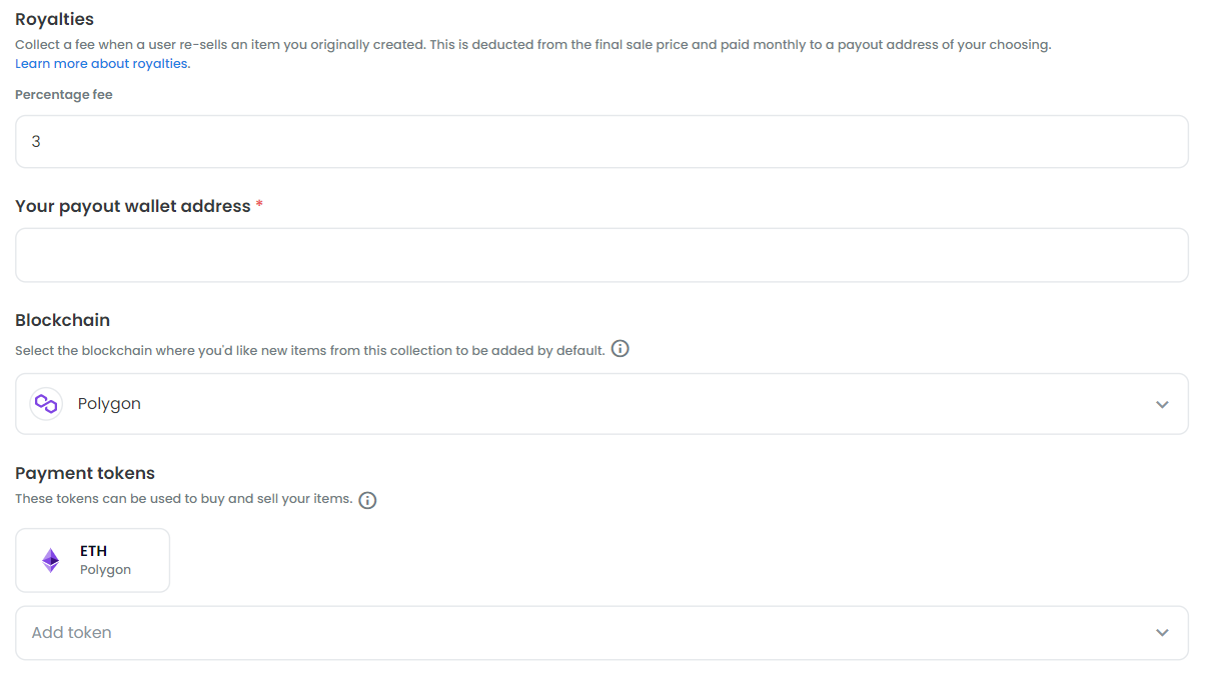 Royalties
Collect a fee when a user re-sells an item you originally created. This is deducted from the final sale price and paid monthly to a payout address of your choosing.
Learn more about royalties.
Percentage fee
3
Your payout wallet address *
Blockchain
Select the blockchain where you'd like new items from this collection to be added by default.
Polygon
Payment tokens
These tokens can be used to buy and sell your items.
ETH
Polygon
Add token